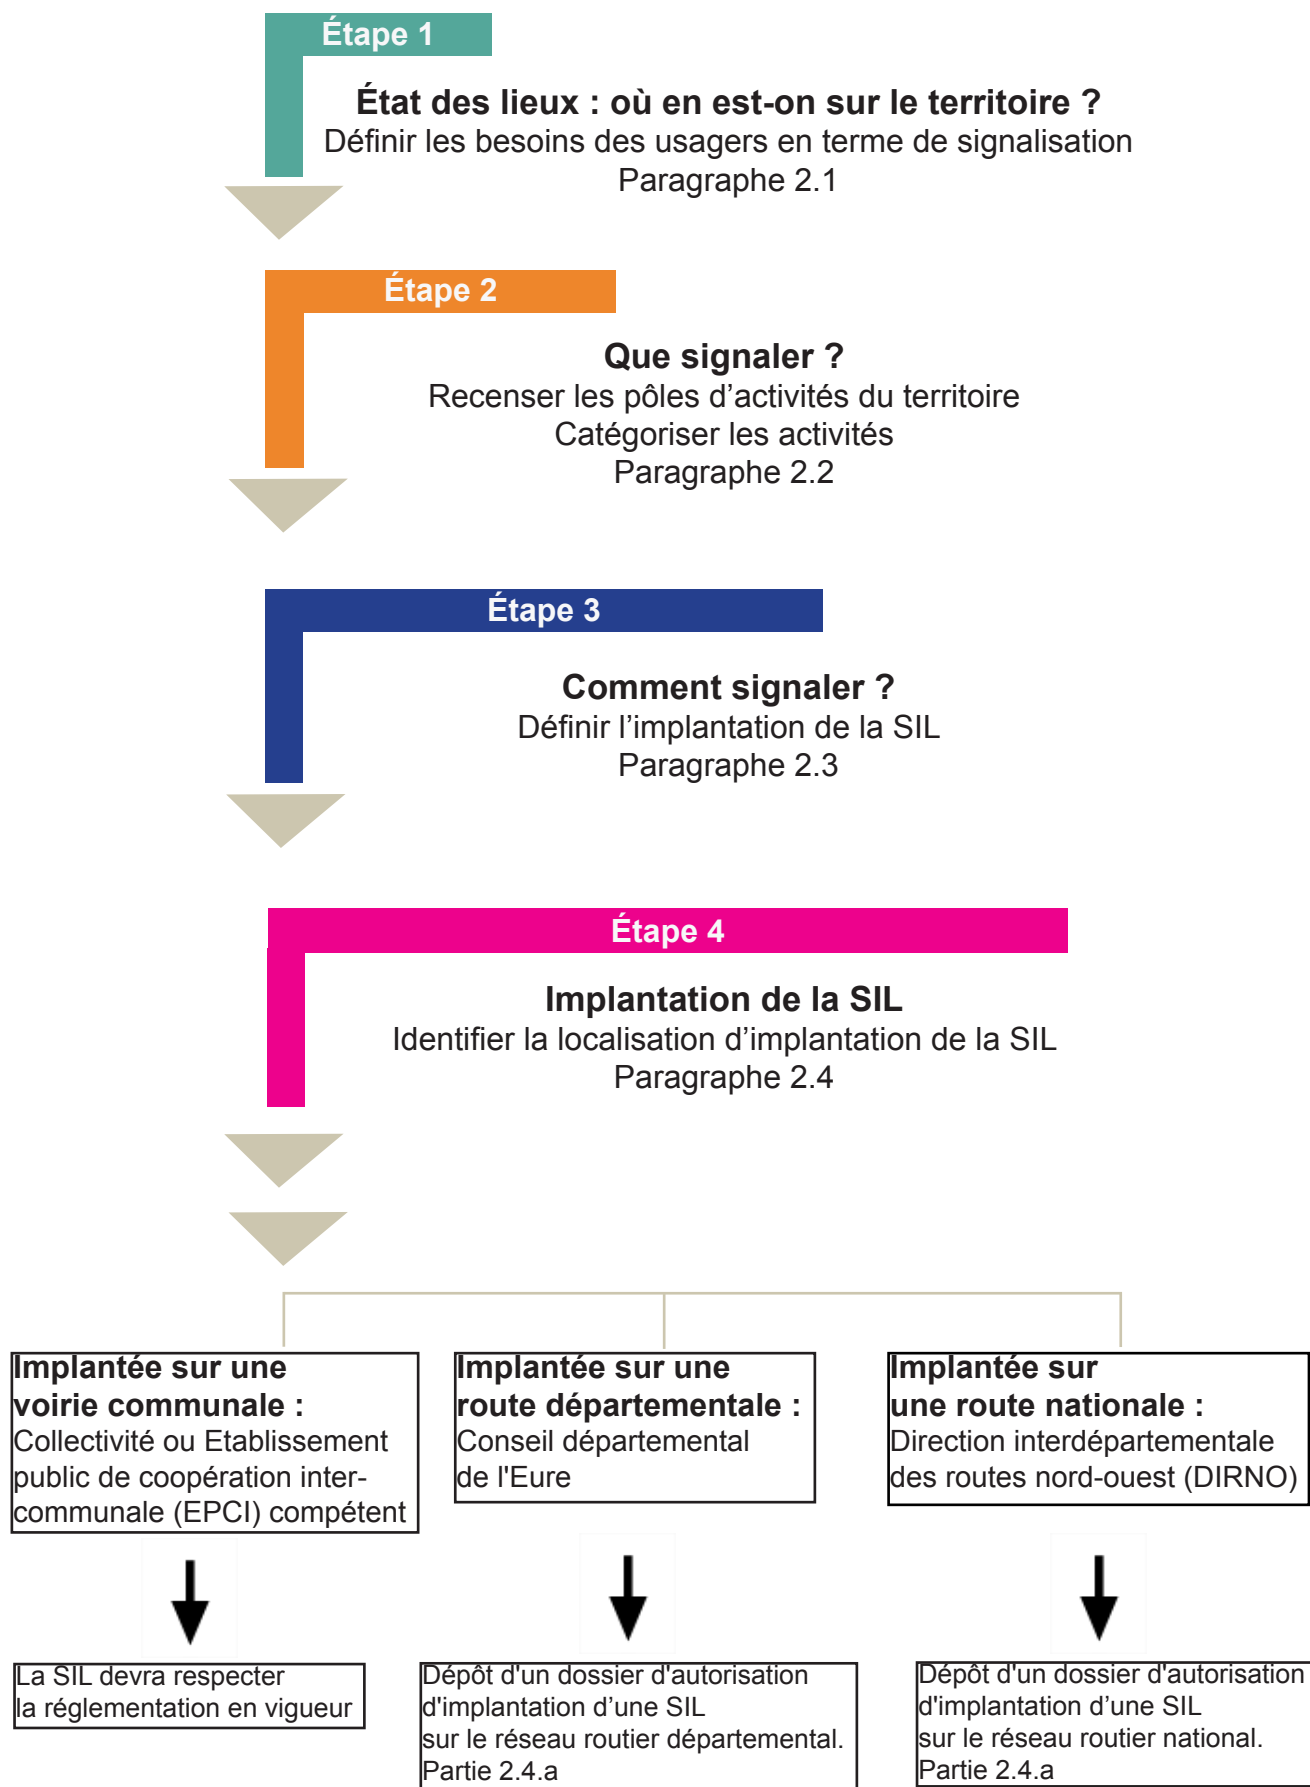 Étape 1
État des lieux : où en est-on sur le territoire ?
Définir les besoins des usagers en terme de signalisation
Paragraphe 2.1
Étape 2
Que signaler ?
Recenser les pôles d’activités du territoire
Catégoriser les activités
Paragraphe 2.2
Étape 3
Comment signaler ?
Définir l’implantation de la SIL
Paragraphe 2.3
Étape 4
Implantation de la SIL
Identifier la localisation d’implantation de la SIL
Paragraphe 2.4
Implantée sur une
voirie communale :
Collectivité ou Etablissement
public de coopération inter-
communale (EPCI) compétent
Implantée sur une
route départementale :
Conseil départemental
de l'Eure
Implantée sur
une route nationale :
Direction interdépartementale
des routes nord-ouest (DIRNO)
La SIL devra respecter
la réglementation en vigueur
Dépôt d'un dossier d'autorisation
d'implantation d’une SIL
sur le réseau routier départemental.
Partie 2.4.a
Dépôt d'un dossier d'autorisation
d'implantation d’une SIL
sur le réseau routier national.
Partie 2.4.a